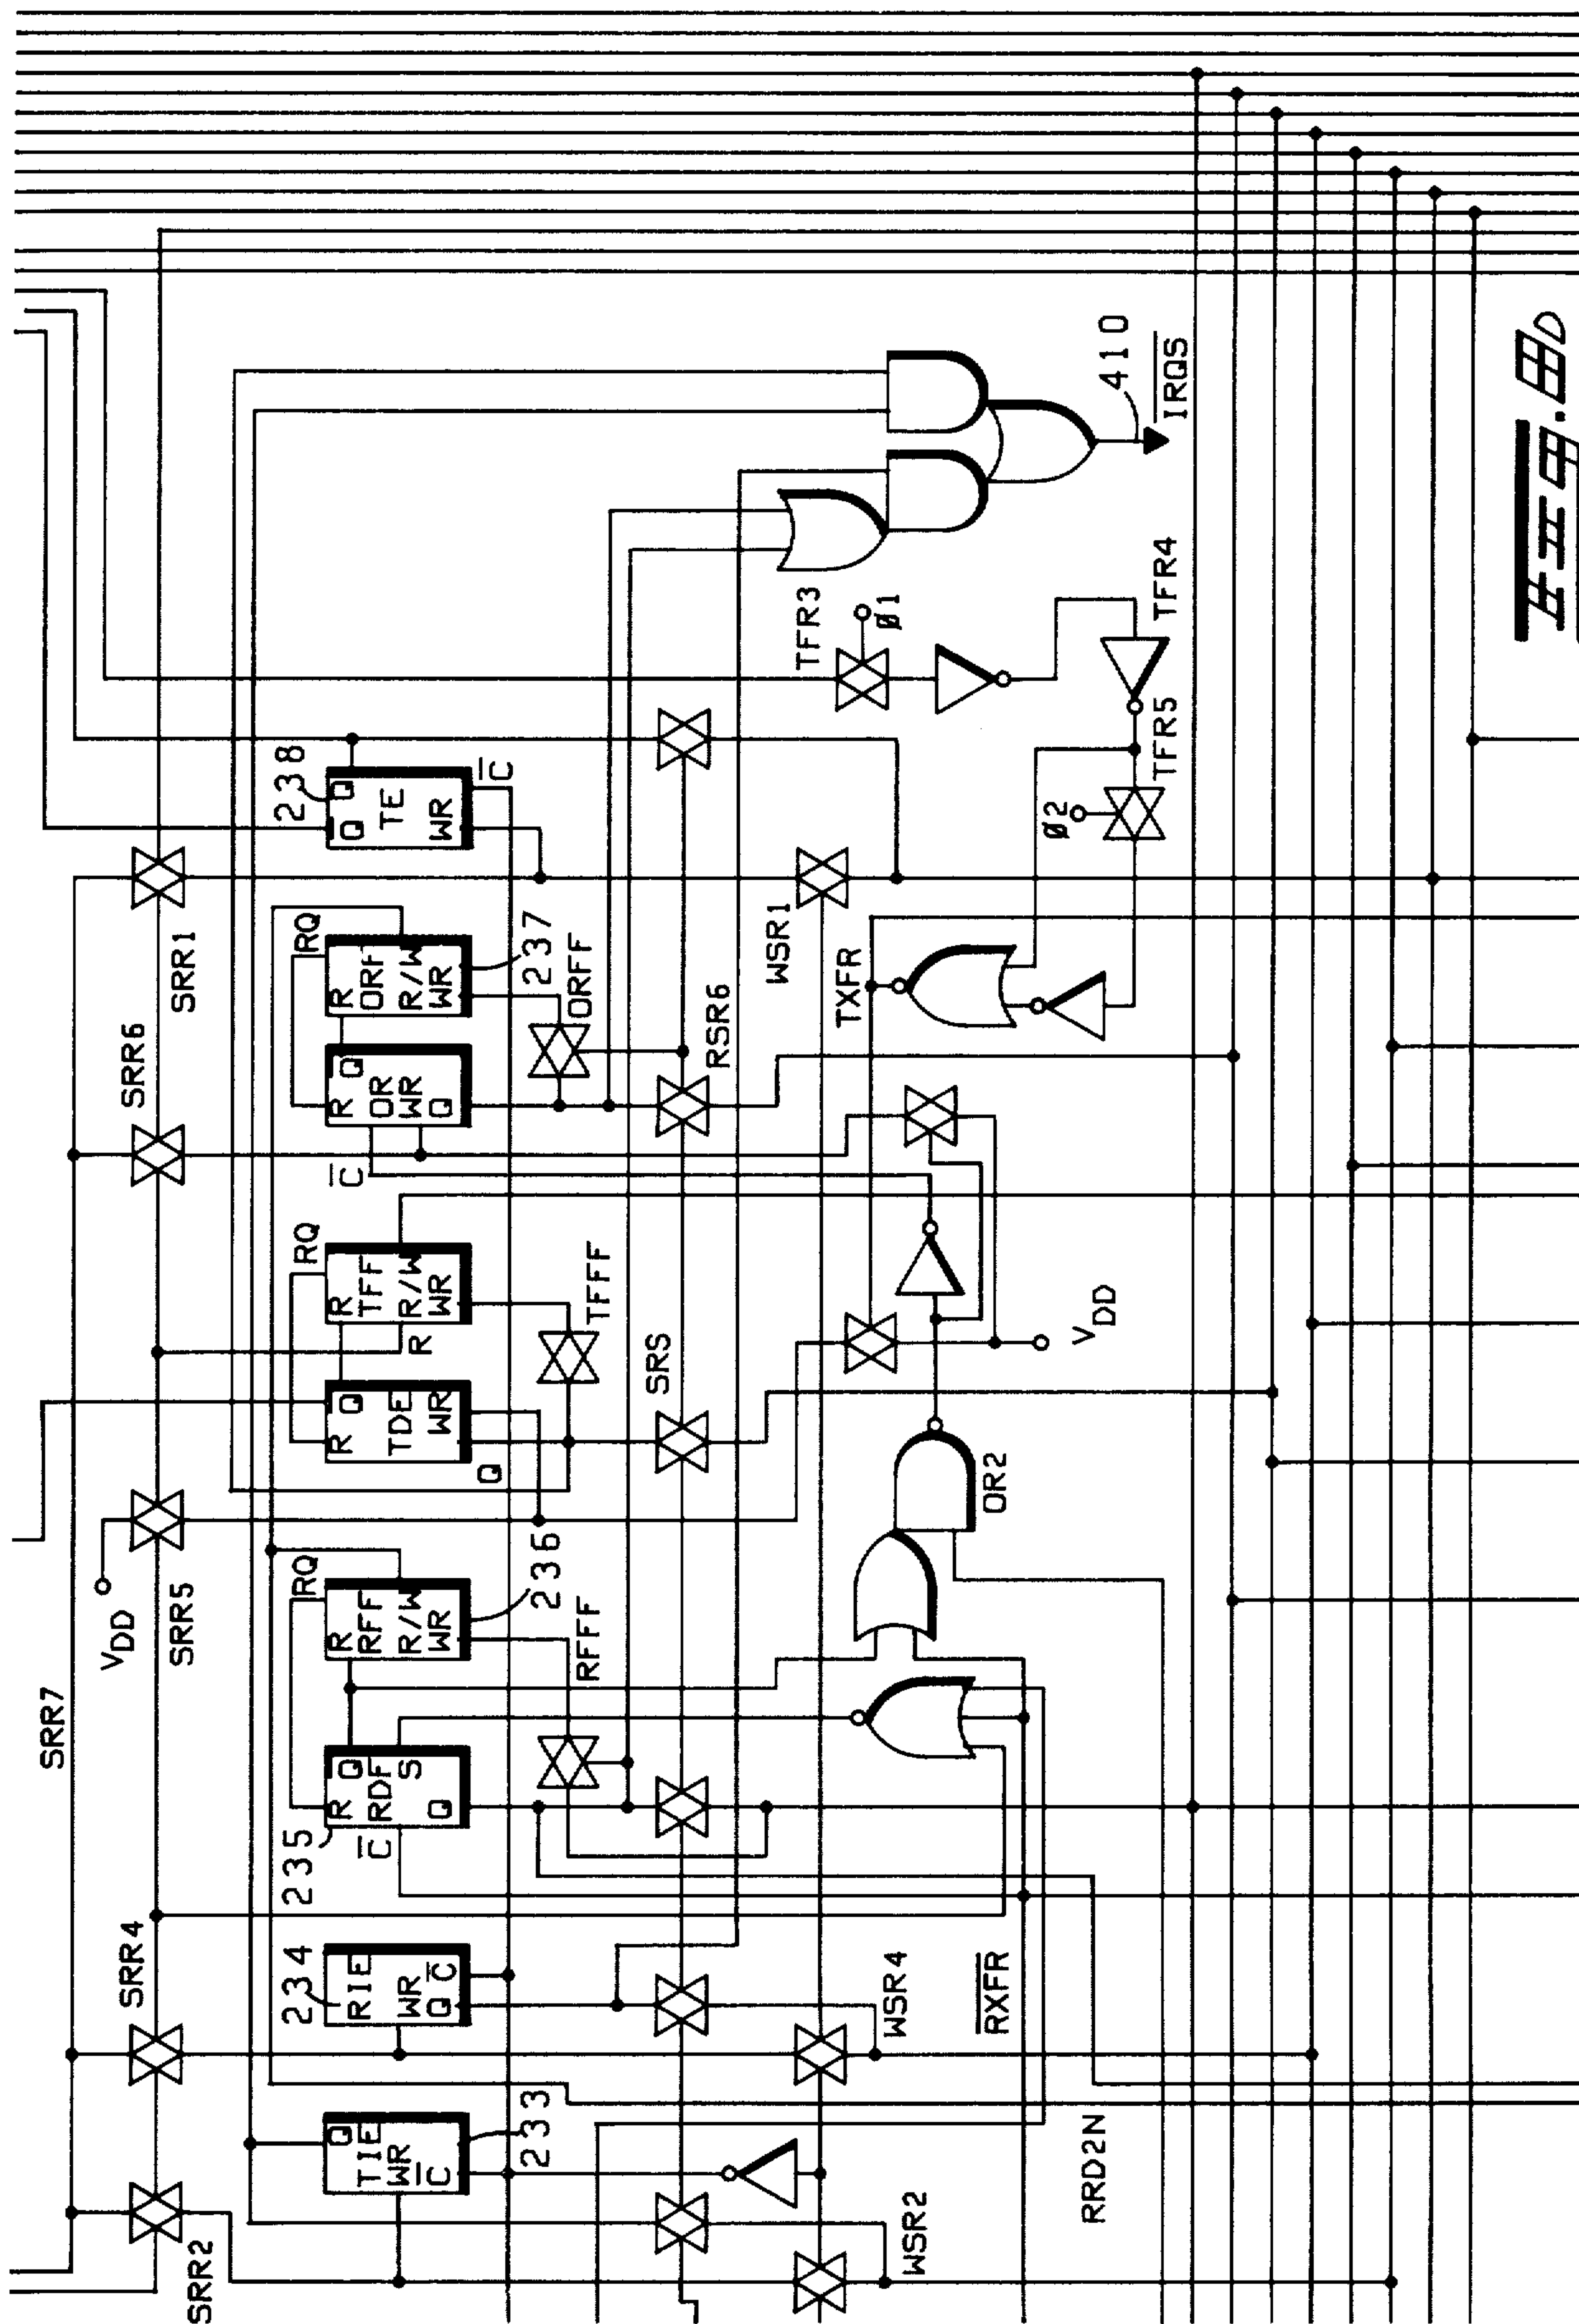 410
IRQS
TFR3
Ø1
TFR4
TFR5
Ø2
238
Q Q
TE
WR
C
SRR1
WSR1
TXFR
RQ
R
ORF
R/W
WR
237
ORFF
SRR6
R Q
OR
WR
Q
C
RSR6
RQ
R
TFF
R/W
WR
R
TFFF
SRS
VDD
R Q
TDE
WR
Q
OR2
VDD
SRR5
RQ
R
RFF
R/W
WR
236
RFFF
SRR7
235
R Q
RDF
S
Q
C
SRR4
234
RIE
WR
Q C
WSR4
RXFR
Q
TIE
WR
C
233
RRD2N
SRR2
WSR2